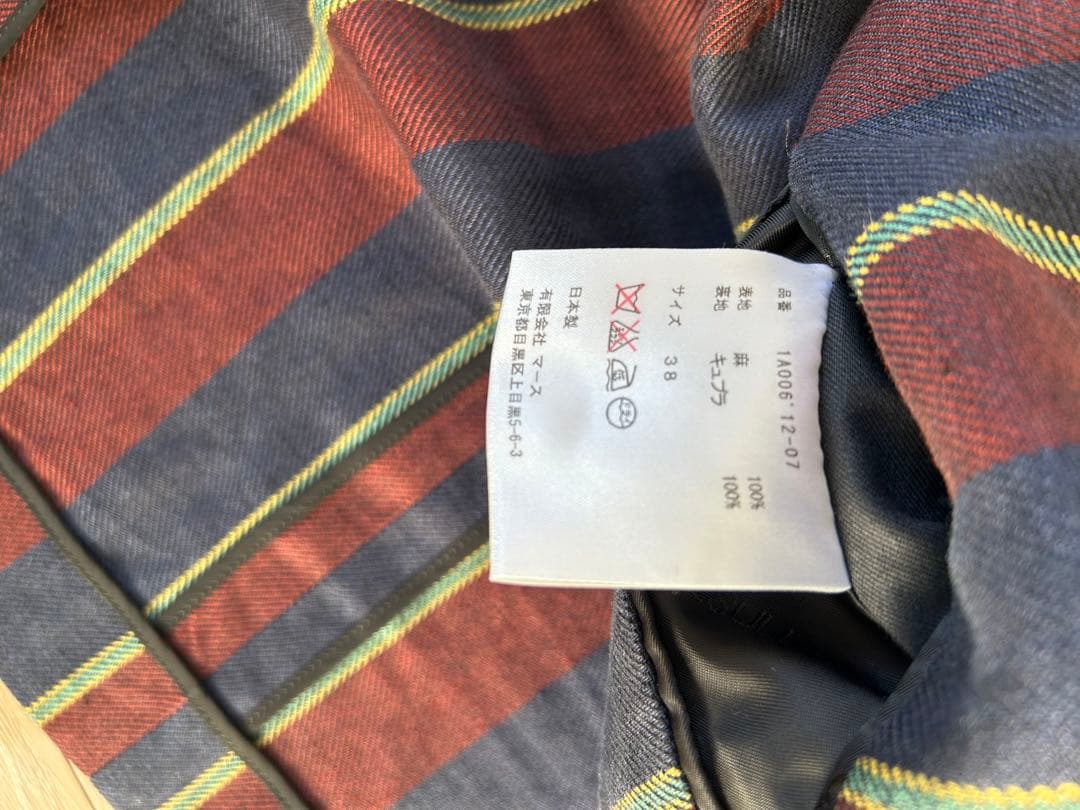 品番 1A006'12-07
表地 麻 100%
裏地 キュプラ 100%
サイズ 38
日本製
有限会社 マース
東京都目黒区上目黒5-6-3